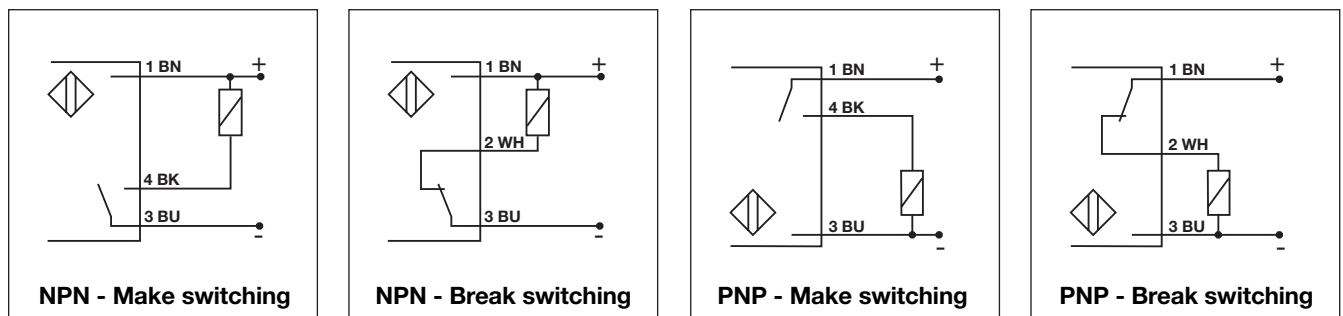 1 BN
+
4 BK
3 BU
-
NPN - Make switching
1 BN
+
2 WH
3 BU
-
NPN - Break switching
1 BN
+
4 BK
3 BU
-
PNP - Make switching
1 BN
+
2 WH
3 BU
-
PNP - Break switching